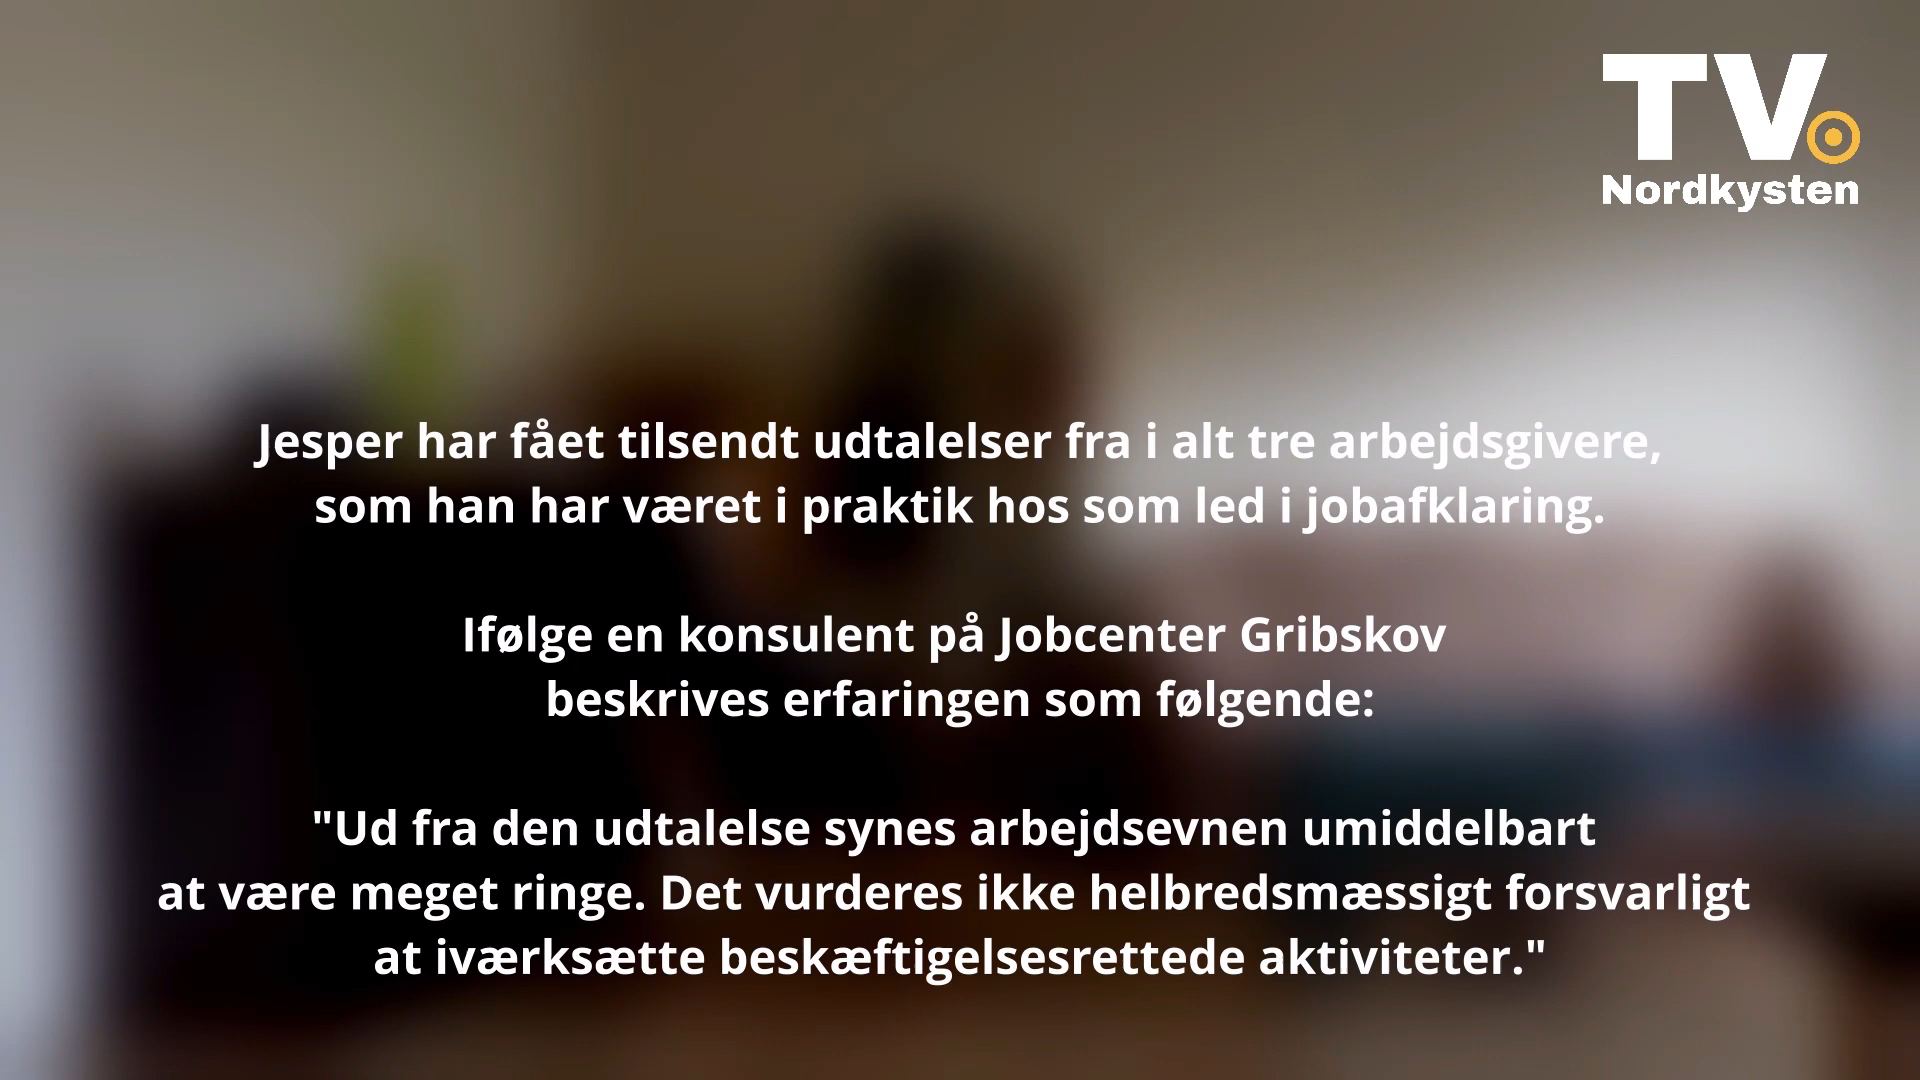 TV
Nordkysten
Jesper har fået tilsendt udtalelser fra i alt tre arbejdsgivere,
som han har været i praktik hos som led i jobafklaring.
Ifølge en konsulent på Jobcenter Gribskov
beskrives erfaringen som følgende:
"Ud fra den udtalelse synes arbejdsevnen umiddelbart
at være meget ringe. Det vurderes ikke helbredsmæssigt forsvarligt
at iværksætte beskæftigelsesrettede aktiviteter."